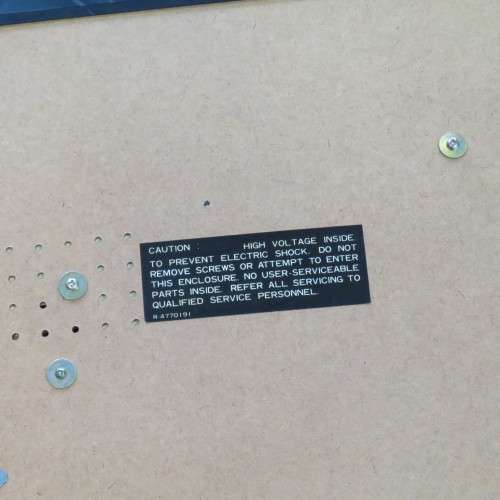 CAUTION : HIGH VOLTAGE INSIDE
TO PREVENT ELECTRIC SHOCK, DO NOT
REMOVE SCREWS OR ATTEMPT TO ENTER
THIS ENCLOSURE. NO USER-SERVICEABLE
PARTS INSIDE. REFER ALL SERVICING TO
QUALIFIED SERVICE PERSONNEL.
R-4770191